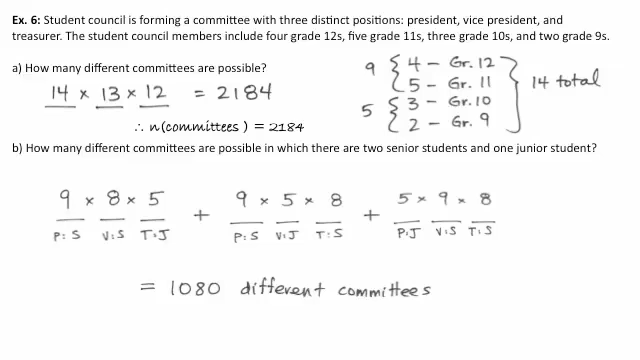 Ex. 6: Student council is forming a committee with three distinct positions: president, vice president, and
treasurer. The student council members include four grade 12s, five grade 11s, three grade 10s, and two grade 9s.
a) How many different committees are possible?
14 × 13 × 12 = 2184
∴ n(committees) = 2184
9 { 4 – Gr. 12
5 – Gr. 11
5 { 3 – Gr. 10
2 – Gr. 9
} 14 total
b) How many different committees are possible in which there are two senior students and one junior student?
9 × 8 × 5 + 9 × 5 × 8 + 5 × 9 × 8
P: S V: S T: J P: S V: J T: S P: J V: S T: S
= 1080 different committees